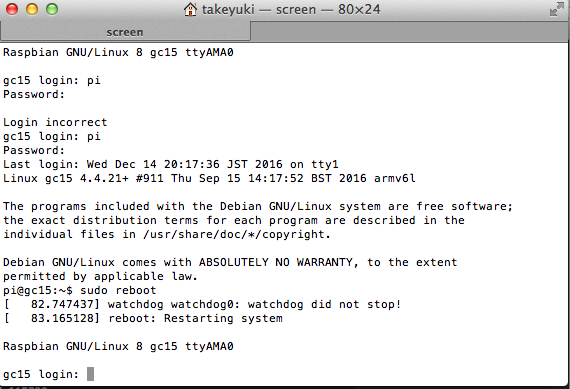 takeyuki — screen — 80×24
screen
Raspbian GNU/Linux 8 gc15 ttyAMA0
gc15 login: pi
Password:
Login incorrect
gc15 login: pi
Password:
Last login: Wed Dec 14 20:17:36 JST 2016 on tty1
Linux gc15 4.4.21+ #911 Thu Sep 15 14:17:52 BST 2016 armv6l
The programs included with the Debian GNU/Linux system are free software;
the exact distribution terms for each program are described in the
individual files in /usr/share/doc/*/copyright.
Debian GNU/Linux comes with ABSOLUTELY NO WARRANTY, to the extent
permitted by applicable law.
pi@gc15:~$ sudo reboot
[   82.747437] watchdog watchdog0: watchdog did not stop!
[   83.165128] reboot: Restarting system
Raspbian GNU/Linux 8 gc15 ttyAMA0
gc15 login: